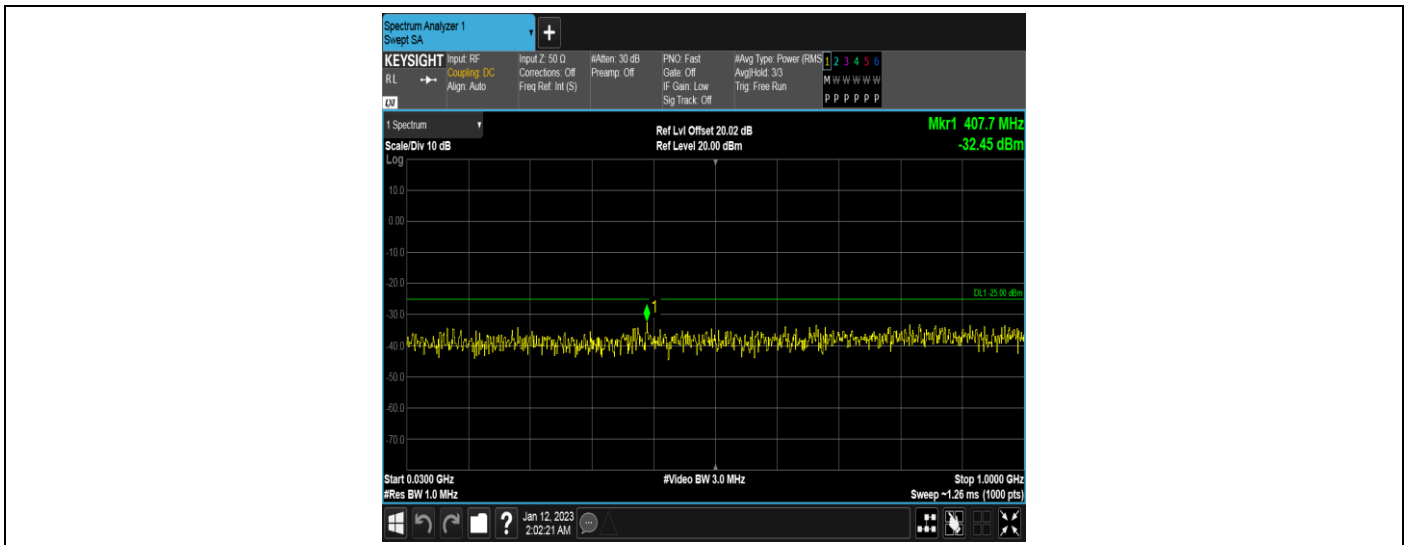 Spectrum Analyzer 1
Swept SA
+
KEYSIGHT
RL
LXI
Input: RF
Coupling: DC
Align: Auto
Input Z: 50 Ω
Corrections: Off
Freq Ref: Int (S)
#Atten: 30 dB
Preamp: Off
PNO: Fast
Gate: Off
IF Gain: Low
Sig Track: Off
#Avg Type: Power (RMS
Avg|Hold: 3/3
Trig: Free Run
1 2 3 4 5 6
M W W W W W
P P P P P P
1 Spectrum
Scale/Div 10 dB
Ref Lvl Offset 20.02 dB
Ref Level 20.00 dBm
Mkr1 407.7 MHz
-32.45 dBm
Log
10.0
0.00
-10.0
-20.0
DL1 -25.00 dBm
1
-30.0
-40.0
-50.0
-60.0
-70.0
Start 0.0300 GHz
#Video BW 3.0 MHz
Stop 1.0000 GHz
#Res BW 1.0 MHz
Sweep ~1.26 ms (1000 pts)
?
Jan 12, 2023
2:02:21 AM